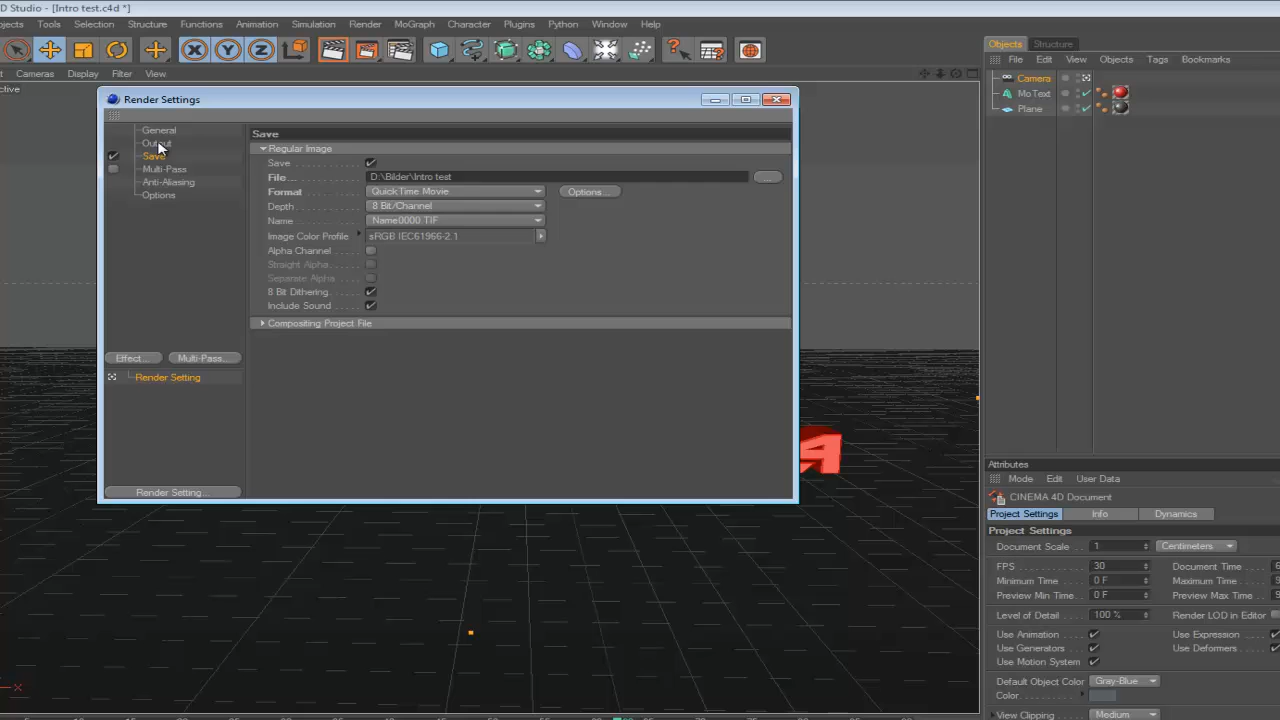 D Studio - [Intro test.c4d *]
ojects Tools Selection Structure Functions Animation Simulation Render MoGraph Character Plugins Python Window Help
Cameras Display Filter View
ctive
Objects Structure
File Edit View Objects Tags Bookmarks
Camera
MoText
Plane
Render Settings
General
Output
Save
Multi-Pass
Anti-Aliasing
Options
Effect... Multi-Pass...
Render Setting
Render Setting...
Save
Regular Image
Save
File... D:\Bilder\Intro test ...
Format QuickTime Movie Options...
Depth 8 Bit/Channel
Name Name0000.TIF
Image Color Profile sRGB IEC61966-2.1
Alpha Channel
Straight Alpha
Separate Alpha
8 Bit Dithering
Include Sound
Compositing Project File
A
X
Attributes
Mode Edit User Data
CINEMA 4D Document
Project Settings Info Dynamics
Project Settings
Document Scale 1 Centimeters
FPS 30 Document Time 6
Minimum Time 0 F Maximum Time 9
Preview Min Time 0 F Preview Max Time 9
Level of Detail 100 % Render LOD in Editor
Use Animation Use Expression
Use Generators Use Deformers
Use Motion System
Default Object Color Gray-Blue
Color
View Clipping Medium